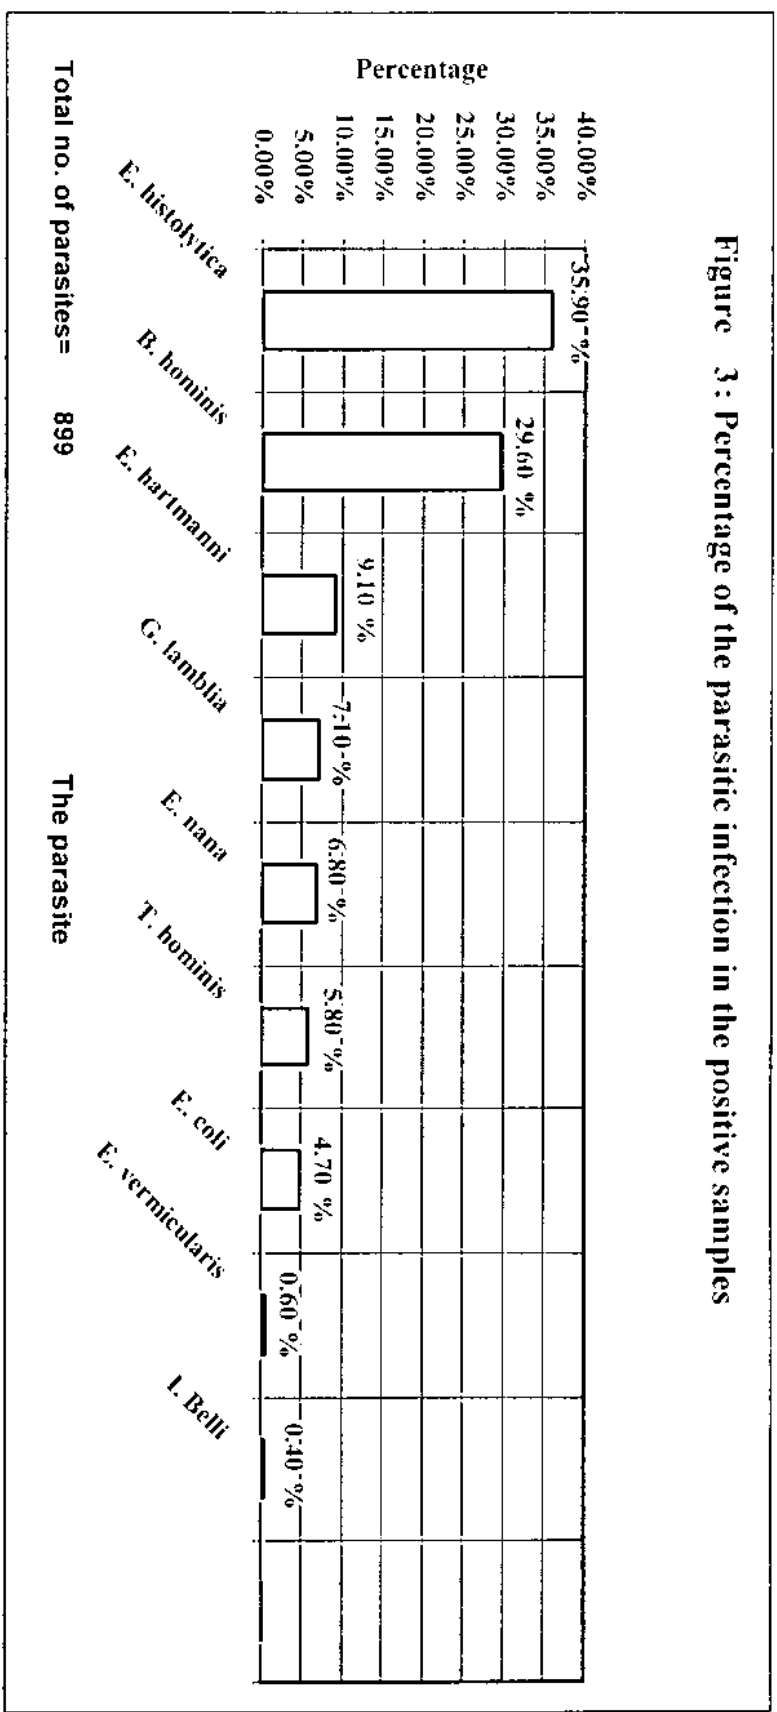 Figure 3: Percentage of the parasitic infection in the positive samples
Percentage
40.00%
35.00%
30.00%
25.00%
20.00%
15.00%
10.00%
5.00%
0.00%
35.90 %
29.60 %
9.10 %
7.10 %
6.80 %
5.80 %
4.70 %
0.60 %
0.40 %
E. histolytica
B. hominis
E. hartmanni
G. lamblia
E. nana
T. hominis
E. coli
E. vermicularis
I. Belli
Total no. of parasites= 899
The parasite